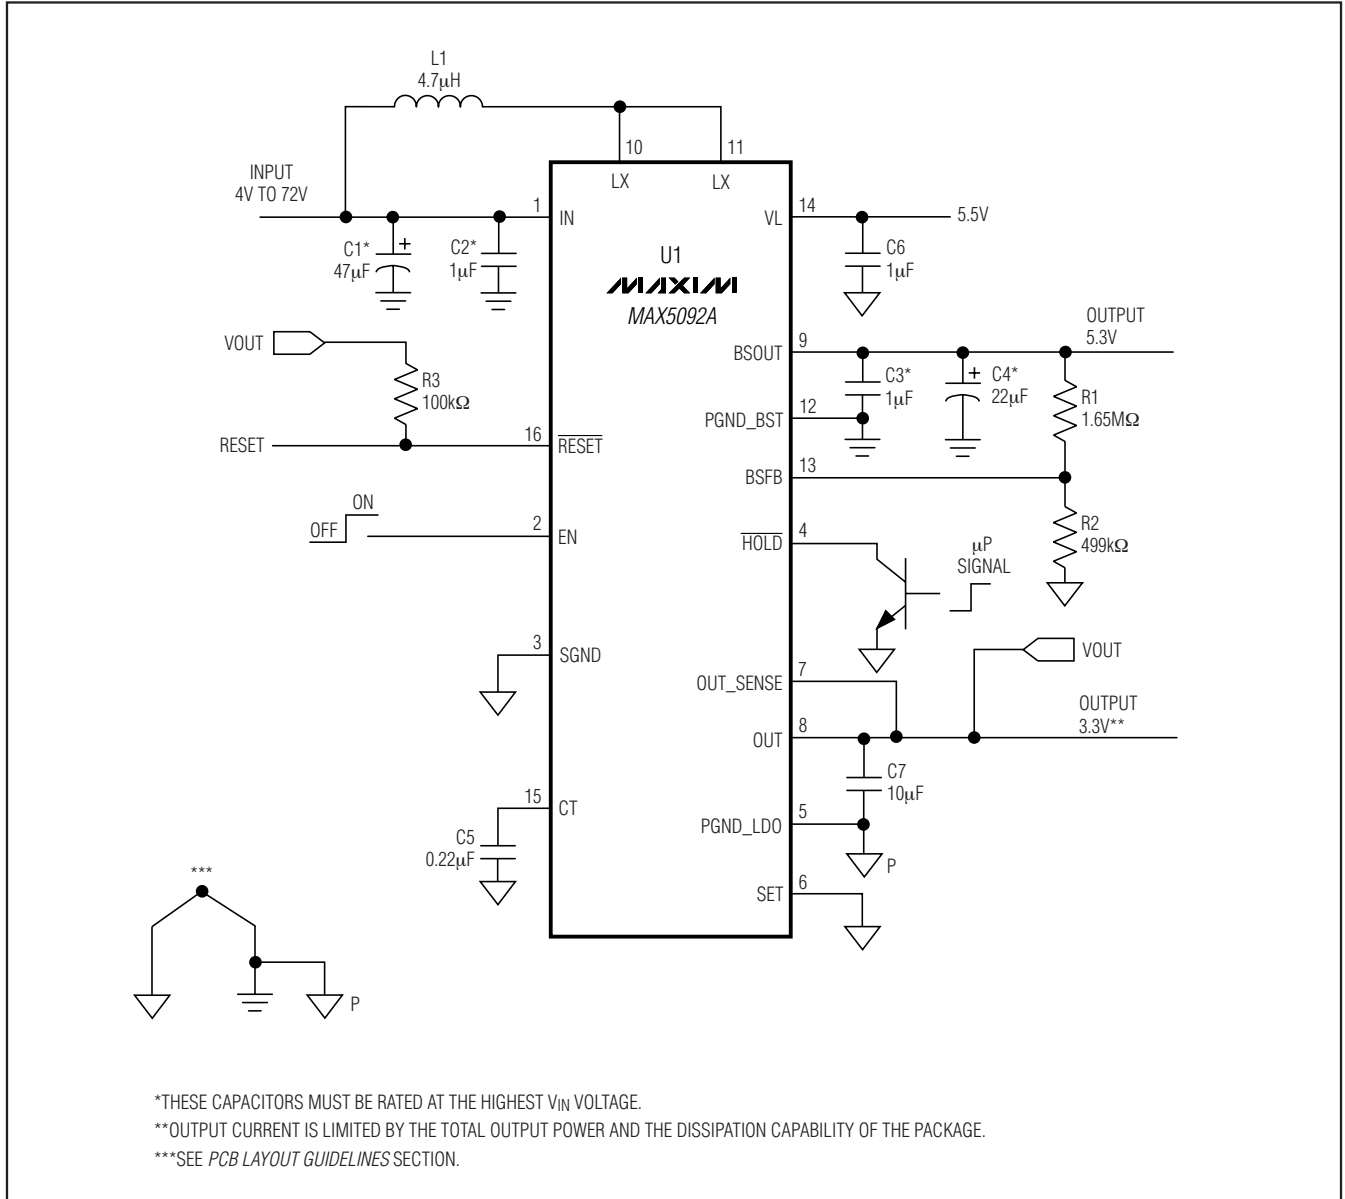 L1
4.7μH
10
11
LX
LX
INPUT
4V TO 72V
1
IN
VL
14
5.5V
C1*
47μF
+
C2*
1μF
U1
MAXIM
MAX5092A
C6
1μF
VOUT
R3
100kΩ
BSOUT
9
OUTPUT
5.3V
C3*
1μF
+
C4*
22μF
R1
1.65MΩ
PGND_BST
12
RESET
16
RESET
BSFB
13
OFF
ON
2
EN
HOLD
4
μP
SIGNAL
R2
499kΩ
3
SGND
OUT_SENSE
7
VOUT
OUT
8
OUTPUT
3.3V**
C7
10μF
15
CT
C5
0.22μF
PGND_LDO
5
P
SET
6
***
P
*THESE CAPACITORS MUST BE RATED AT THE HIGHEST VIN VOLTAGE.
**OUTPUT CURRENT IS LIMITED BY THE TOTAL OUTPUT POWER AND THE DISSIPATION CAPABILITY OF THE PACKAGE.
***SEE PCB LAYOUT GUIDELINES SECTION.